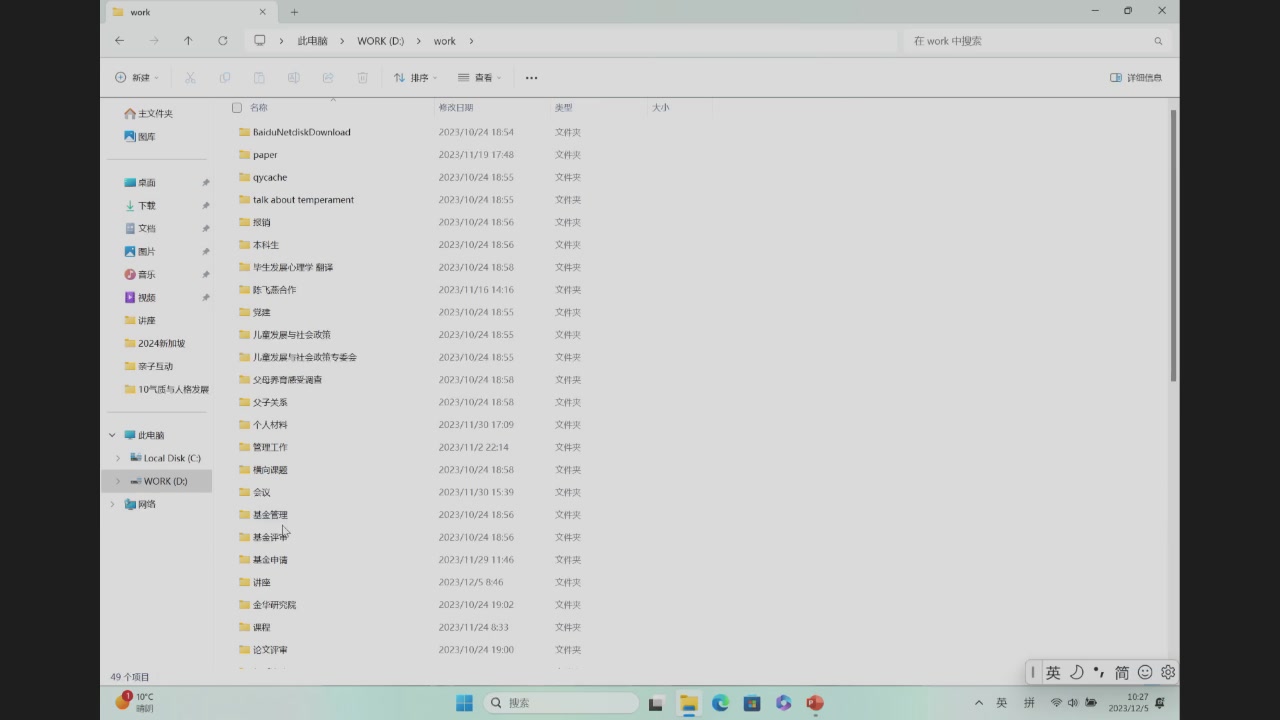 work
此电脑 WORK (D:) work 在 work 中搜索
新建 排序 查看 详细信息
主文件夹
图库
桌面
下载
文档
图片
音乐
视频
讲座
2024新加坡
亲子互动
10气质与人格发展
此电脑
Local Disk (C:)
WORK (D:)
网络
名称 修改日期 类型 大小
BaiduNetdiskDownload 2023/10/24 18:54 文件夹
paper 2023/11/19 17:48 文件夹
qycache 2023/10/24 18:55 文件夹
talk about temperament 2023/10/24 18:55 文件夹
报销 2023/10/24 18:56 文件夹
本科生 2023/10/24 18:56 文件夹
毕生发展心理学 翻译 2023/10/24 18:58 文件夹
陈飞燕合作 2023/11/16 14:16 文件夹
党建 2023/10/24 18:55 文件夹
儿童发展与社会政策 2023/10/24 18:55 文件夹
儿童发展与社会政策专委会 2023/10/24 18:55 文件夹
父母养育感受调查 2023/10/24 18:58 文件夹
父子关系 2023/10/24 18:58 文件夹
个人材料 2023/11/30 17:09 文件夹
管理工作 2023/11/2 22:14 文件夹
横向课题 2023/10/24 18:58 文件夹
会议 2023/11/30 15:39 文件夹
基金管理 2023/10/24 18:56 文件夹
基金评审 2023/10/24 18:56 文件夹
基金申请 2023/11/29 11:46 文件夹
讲座 2023/12/5 8:46 文件夹
金华研究院 2023/10/24 19:02 文件夹
课程 2023/11/24 8:33 文件夹
论文评审 2023/10/24 19:00 文件夹
49 个项目
英 简
1 10°C
晴朗
搜索
英 拼
10:27
2023/12/5